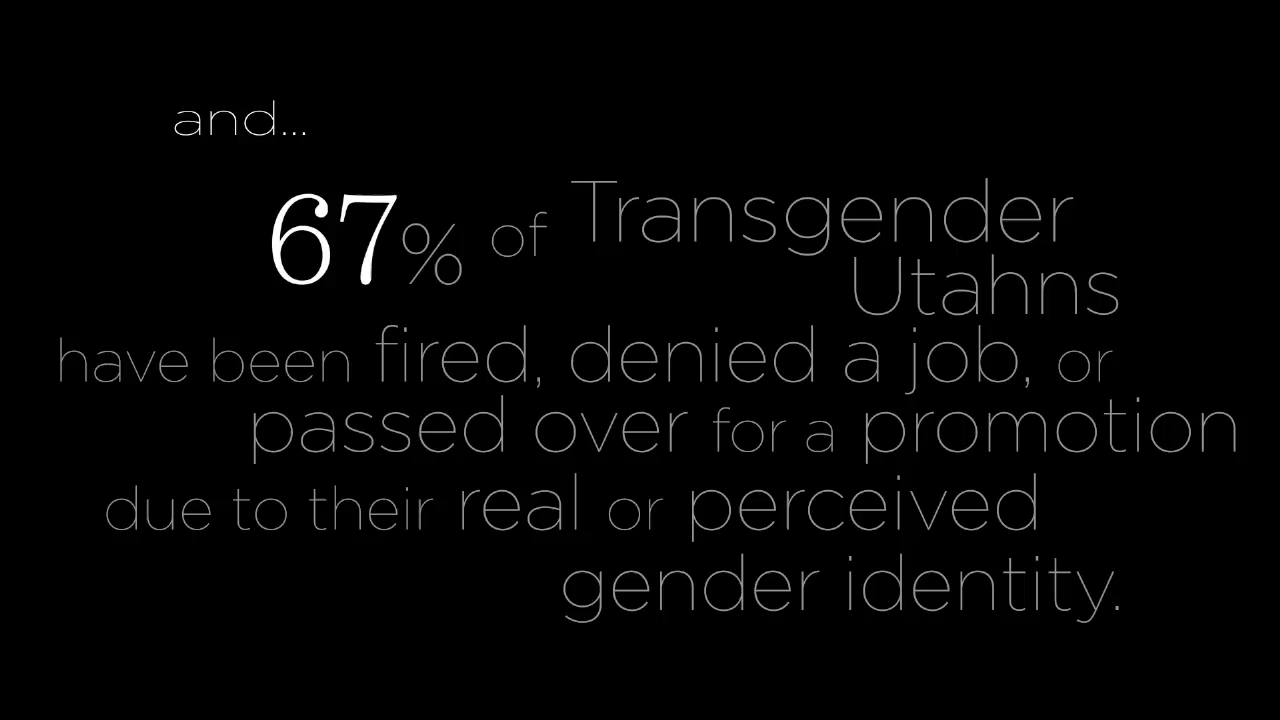 and...
67% of Transgender
Utahns
have been fired, denied a job, or
passed over for a promotion
due to their real or perceived
gender identity.